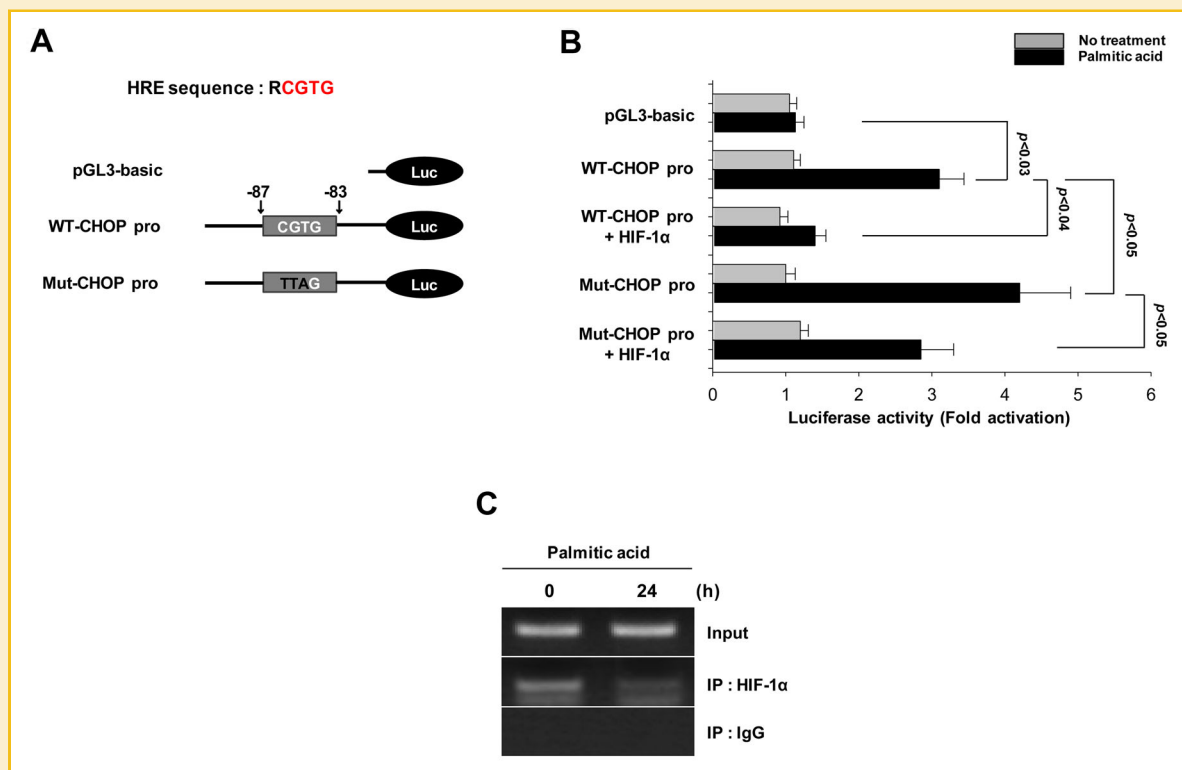 A
HRE sequence : RCGTG
pGL3-basic
Luc
-87
-83
WT-CHOP pro
CGTG
Luc
Mut-CHOP pro
TTAG
Luc
B
No treatment
Palmitic acid
pGL3-basic
WT-CHOP pro
WT-CHOP pro
+ HIF-1α
Mut-CHOP pro
Mut-CHOP pro
+ HIF-1α
p<0.03
p<0.04
p<0.05
p<0.05
0 1 2 3 4 5 6
Luciferase activity (Fold activation)
C
Palmitic acid
0 24 (h)
Input
IP : HIF-1α
IP : IgG